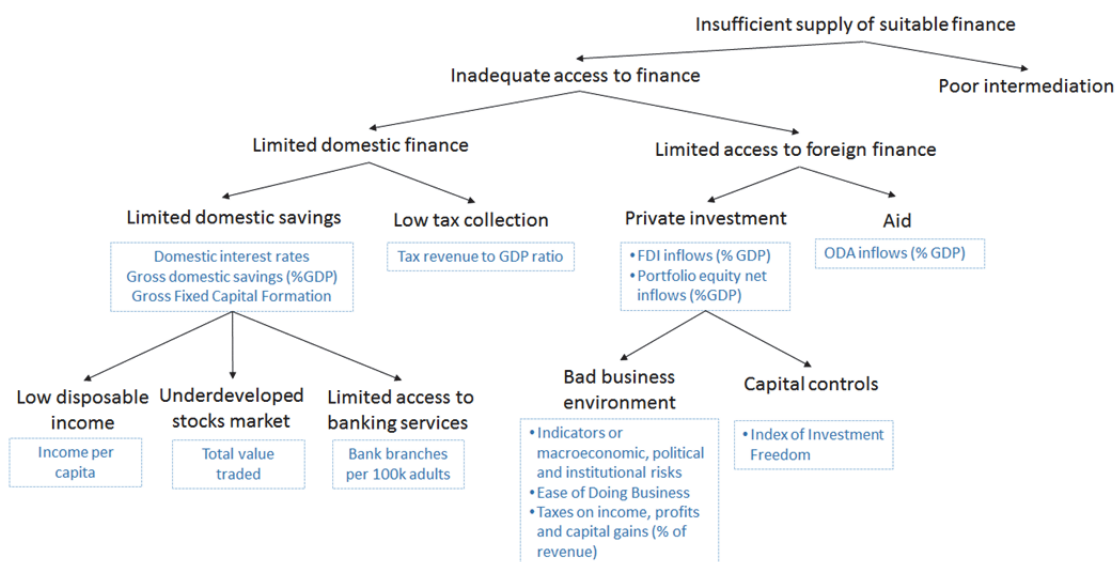 Insufficient supply of suitable finance
Inadequate access to finance
Poor intermediation
Limited domestic finance
Limited access to foreign finance
Limited domestic savings
Domestic interest rates
Gross domestic savings (%GDP)
Gross Fixed Capital Formation
Low tax collection
Tax revenue to GDP ratio
Private investment
• FDI inflows (% GDP)
• Portfolio equity net
inflows (%GDP)
Aid
ODA inflows (% GDP)
Low disposable
income
Income per
capita
Underdeveloped
stocks market
Total value
traded
Limited access to
banking services
Bank branches
per 100k adults
Bad business
environment
• Indicators or
macroeconomic, political
and institutional risks
• Ease of Doing Business
• Taxes on income, profits
and capital gains (% of
revenue)
Capital controls
• Index of Investment
Freedom